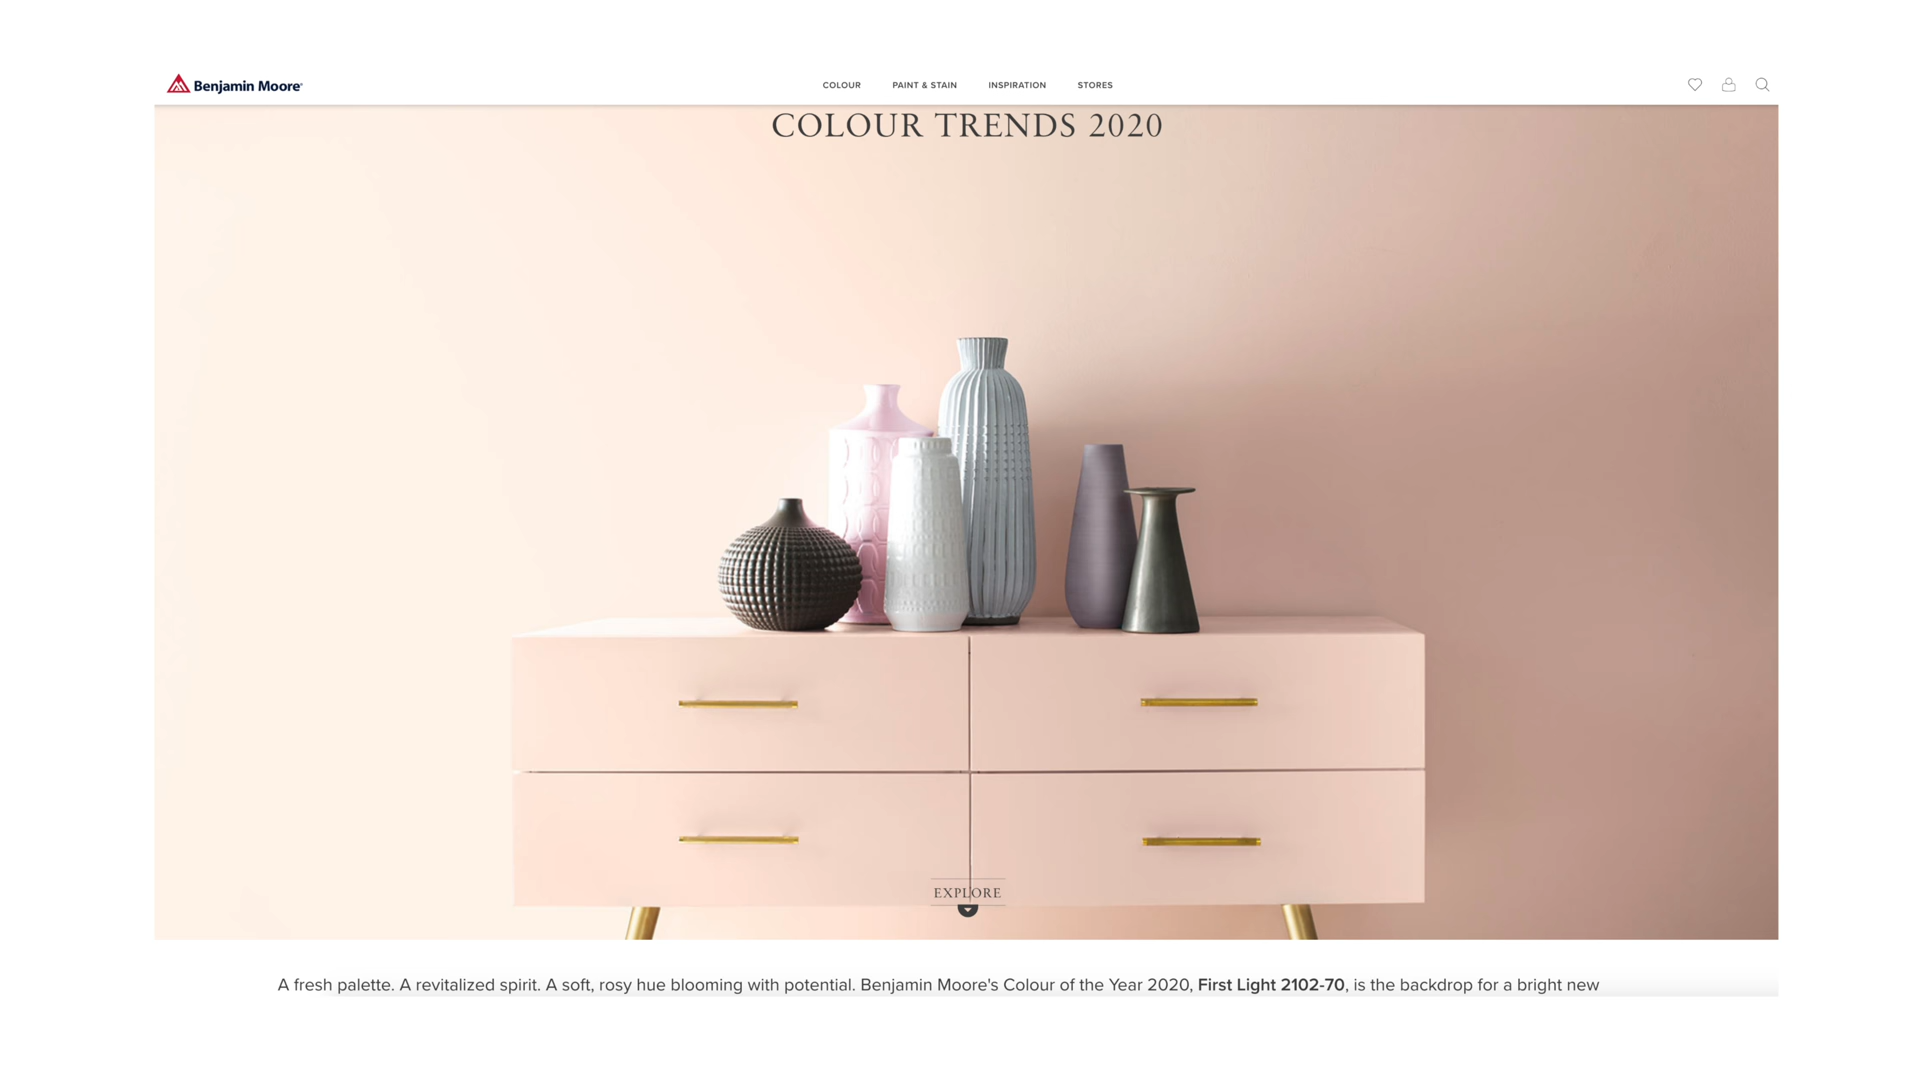 Benjamin Moore®
COLOUR PAINT & STAIN INSPIRATION STORES
COLOUR TRENDS 2020
EXPLORE
A fresh palette. A revitalized spirit. A soft, rosy hue blooming with potential. Benjamin Moore's Colour of the Year 2020, First Light 2102-70, is the backdrop for a bright new